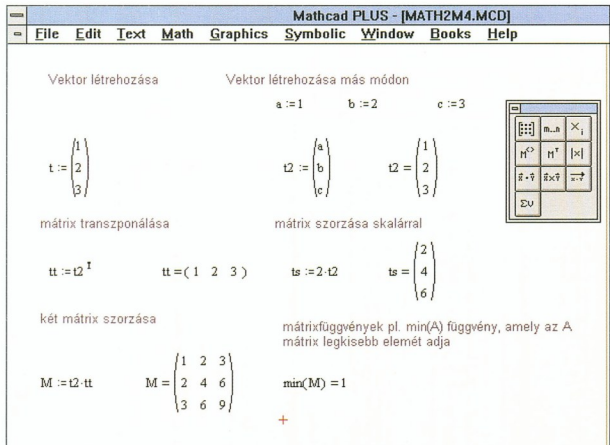 Mathcad PLUS - [MATH2M4.MCD]
File Edit Text Math Graphics Symbolic Window Books Help
Vektor létrehozása
Vektor létrehozása más módon
a := 1 b := 2 c := 3
t := (1 2 3)
t2 := (a b c) t2 = (1 2 3)
mátrix transzponálása
mátrix szorzása skalárral
tt := t2ᵀ tt = ( 1 2 3 )
ts := 2·t2 ts = (2 4 6)
két mátrix szorzása
mátrixfüggvények pl. min(A) függvény, amely az A
mátrix legkisebb elemét adja
M := t2·tt M = (1 2 3
2 4 6
3 6 9)
min(M) = 1
m..n ×ᵢ
M<> Mᵀ |×|
Σv